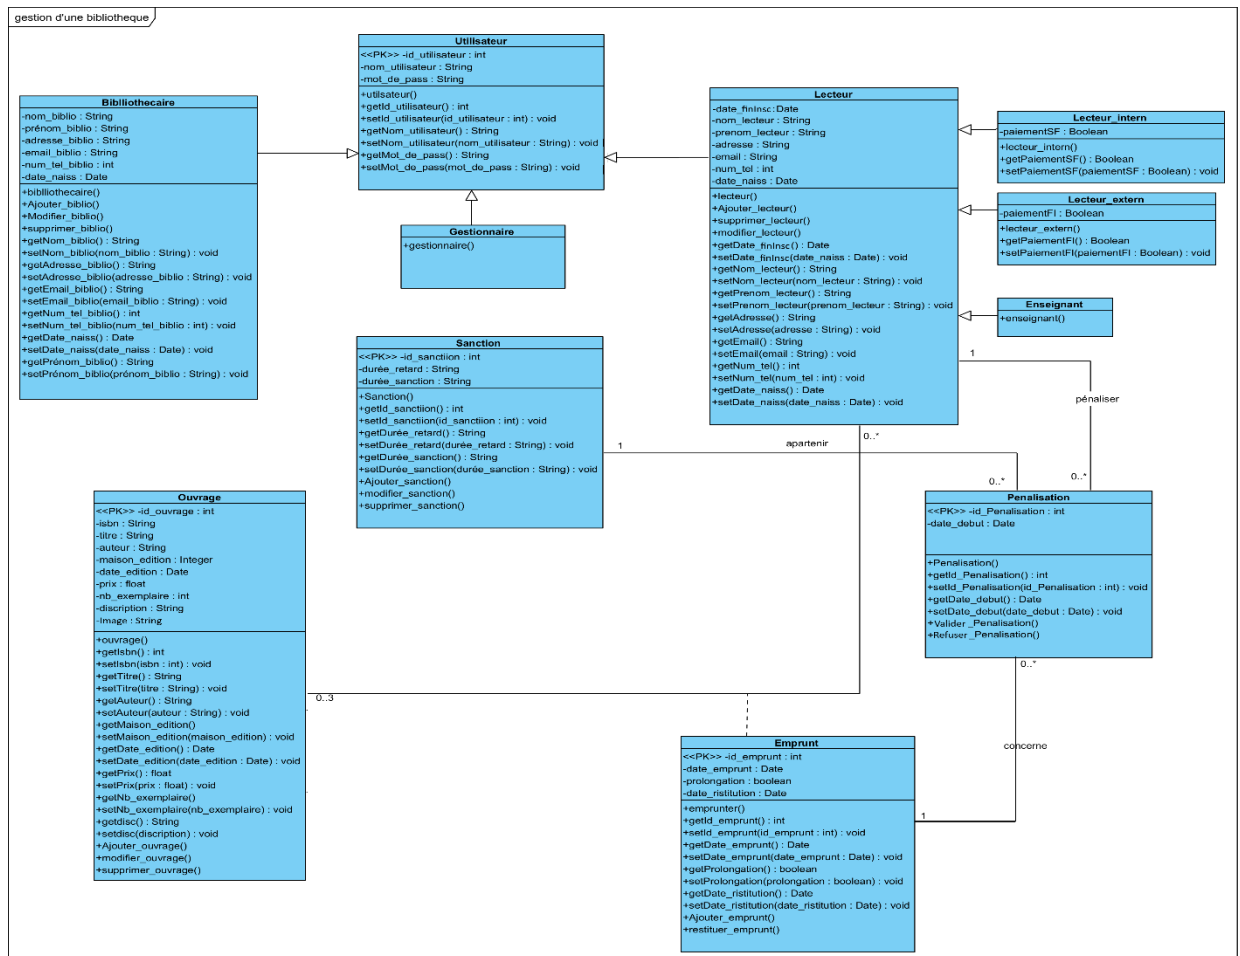 gestion d'une bibliotheque
Utilsateur
<<PK>> -id_utilisateur : int
-nom_utilisateur : String
-mot_de_pass : String
+utilsateur()
+getId_utilisateur() : int
+setId_utilisateur(id_utilisateur : int) : void
+getNom_utilisateur() : String
+setNom_utilisateur(nom_utilisateur : String) : void
+getMot_de_pass() : String
+setMot_de_pass(mot_de_pass : String) : void
Biblliothecaire
-nom_biblio : String
-prénom_biblio : String
-adresse_biblio : String
-email_biblio : String
-num_tel_biblio : int
-date_naiss : Date
+biblliothecaire()
+Ajouter_biblio()
+Modifier_biblio()
+supprimer_biblio()
+getNom_biblio() : String
+setNom_biblio(nom_biblio : String) : void
+getAdresse_biblio() : String
+setAdresse_biblio(adresse_biblio : String) : void
+getEmail_biblio() : String
+setEmail_biblio(email_biblio : String) : void
+getNum_tel_biblio() : int
+setNum_tel_biblio(num_tel_biblio : int) : void
+getDate_naiss() : Date
+setDate_naiss(date_naiss : Date) : void
+getPrénom_biblio() : String
+setPrénom_biblio(prénom_biblio : String) : void
Gestionnaire
+gestionnaire()
Lecteur
-date_finInsc: Date
-nom_lecteur : String
-prenom_lecteur : String
-adresse : String
-email : String
-num_tel : int
-date_naiss : Date
+lecteur()
+Ajouter_lecteur()
+supprimer_lecteur()
+modifier_lecteur()
+getDate_finInsc() : Date
+setDate_finInsc(date_naiss : Date) : void
+getNom_lecteur() : String
+setNom_lecteur(nom_lecteur : String) : void
+getPrenom_lecteur() : String
+setPrenom_lecteur(prenom_lecteur : String) : void
+getAdresse() : String
+setAdresse(adresse : String) : void
+getEmail() : String
+setEmail(email : String) : void
+getNum_tel() : int
+setNum_tel(num_tel : int) : void
+getDate_naiss() : Date
+setDate_naiss(date_naiss : Date) : void
Lecteur_intern
-paiementSF : Boolean
+lecteur_intern()
+getPaiementSF() : Boolean
+setPaiementSF(paiementSF : Boolean) : void
Lecteur_extern
-paiementFI : Boolean
+lecteur_extern()
+getPaiementFI() : Boolean
+setPaiementFI(paiementFI : Boolean) : void
Enseignant
+enseignant()
Sanction
<<PK>> -id_sanctiion : int
-durée_retard : String
-durée_sanction : String
+Sanction()
+getId_sanctiion() : int
+setId_sanctiion(id_sanctiion : int) : void
+getDurée_retard() : String
+setDurée_retard(durée_retard : String) : void
+getDurée_sanction() : String
+setDurée_sanction(durée_sanction : String) : void
+Ajouter_sanction()
+modifier_sanction()
+supprimer_sanction()
1
pénaliser
0..*
1
apartenir
0..*
0..*
Penalisation
<<PK>> -id_Penalisation : int
-date_debut : Date
+Penalisation()
+getId_Penalisation() : int
+setId_Penalisation(id_Penalisation : int) : void
+getDate_debut() : Date
+setDate_debut(date_debut : Date) : void
+Valider _Penalisation()
+Refuser _Penalisation()
0..*
concerne
1
Ouvrage
<<PK>> -id_ouvrage : int
-isbn : String
-titre : String
-auteur : String
-maison_edition : Integer
-date_edition : Date
-prix : float
-nb_exemplaire : int
-discription : String
-Image : String
+ouvrage()
+getIsbn() : int
+setIsbn(isbn : int) : void
+getTitre() : String
+setTitre(titre : String) : void
+getAuteur() : String
+setAuteur(auteur : String) : void
+getMaison_edition()
+setMaison_edition(maison_edition) : void
+getDate_edition() : Date
+setDate_edition(date_edition : Date) : void
+getPrix() : float
+setPrix(prix : float) : void
+getNb_exemplaire()
+setNb_exemplaire(nb_exemplaire) : void
+getdisc() : String
+setdisc(discription) : void
+Ajouter_ouvrage()
+modifier_ouvrage()
+supprimer_ouvrage()
0..3
Emprunt
<<PK>> -id_emprunt : int
-date_emprunt : Date
-prolongation : boolean
-date_ristitution : Date
+emprunter()
+getId_emprunt() : int
+setId_emprunt(id_emprunt : int) : void
+getDate_emprunt() : Date
+setDate_emprunt(date_emprunt : Date) : void
+getProlongation() : boolean
+setProlongation(prolongation : boolean) : void
+getDate_ristitution() : Date
+setDate_ristitution(date_ristitution : Date) : void
+Ajouter_emprunt()
+restituer_emprunt()